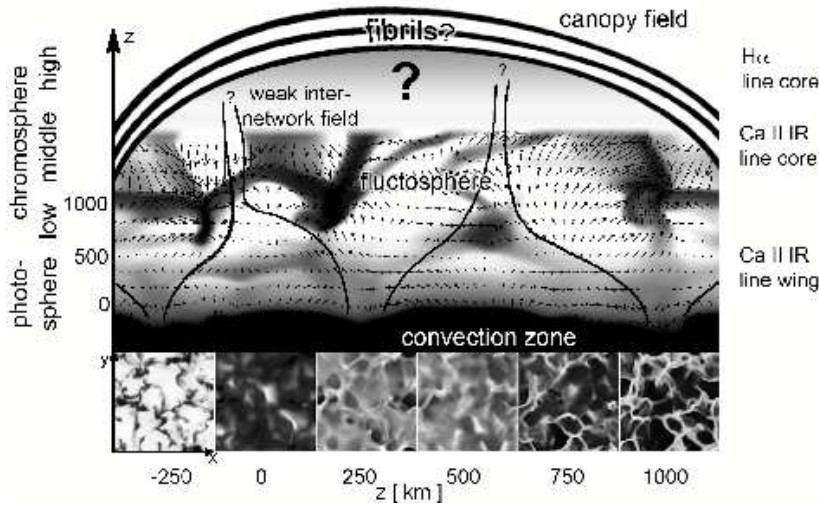 z
canopy field
fibrils?
high
Hα
line core
?
?
?
weak inter-
network field
chromosphere
middle
Ca II IR
line core
fluctosphere
1000
low
500
Ca II IR
line wing
photo-
sphere
0
convection zone
y
x
-250
0
250
500
750
1000
z [ km ]